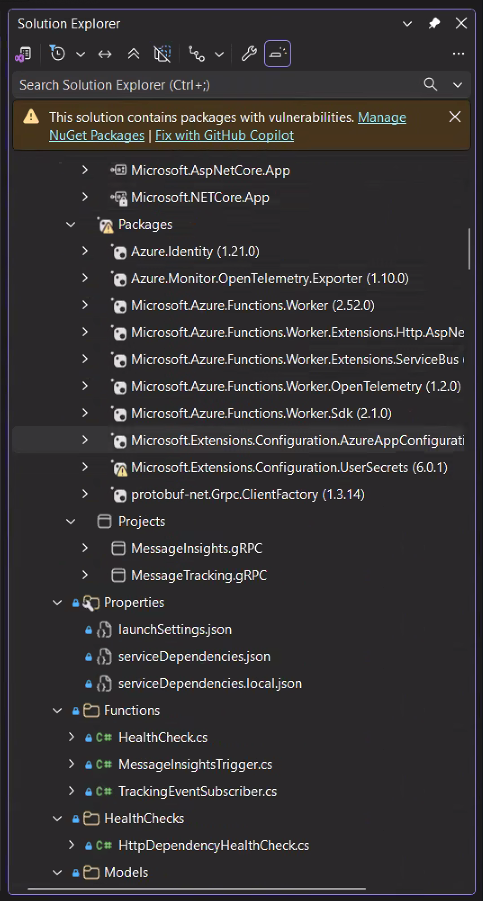 Solution Explorer
Search Solution Explorer (Ctrl+;)
This solution contains packages with vulnerabilities. Manage
NuGet Packages | Fix with GitHub Copilot
Microsoft.AspNetCore.App
Microsoft.NETCore.App
Packages
Azure.Identity (1.21.0)
Azure.Monitor.OpenTelemetry.Exporter (1.10.0)
Microsoft.Azure.Functions.Worker (2.52.0)
Microsoft.Azure.Functions.Worker.Extensions.Http.AspNe
Microsoft.Azure.Functions.Worker.Extensions.ServiceBus (
Microsoft.Azure.Functions.Worker.OpenTelemetry (1.2.0)
Microsoft.Azure.Functions.Worker.Sdk (2.1.0)
Microsoft.Extensions.Configuration.AzureAppConfigurati
Microsoft.Extensions.Configuration.UserSecrets (6.0.1)
protobuf-net.Grpc.ClientFactory (1.3.14)
Projects
MessageInsights.gRPC
MessageTracking.gRPC
Properties
launchSettings.json
serviceDependencies.json
serviceDependencies.local.json
Functions
C# HealthCheck.cs
C# MessageInsightsTrigger.cs
C# TrackingEventSubscriber.cs
HealthChecks
C# HttpDependencyHealthCheck.cs
Models